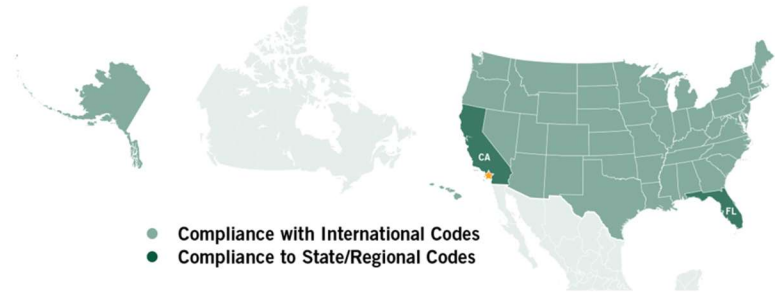 CA
FL
Compliance with International Codes
Compliance to State/Regional Codes